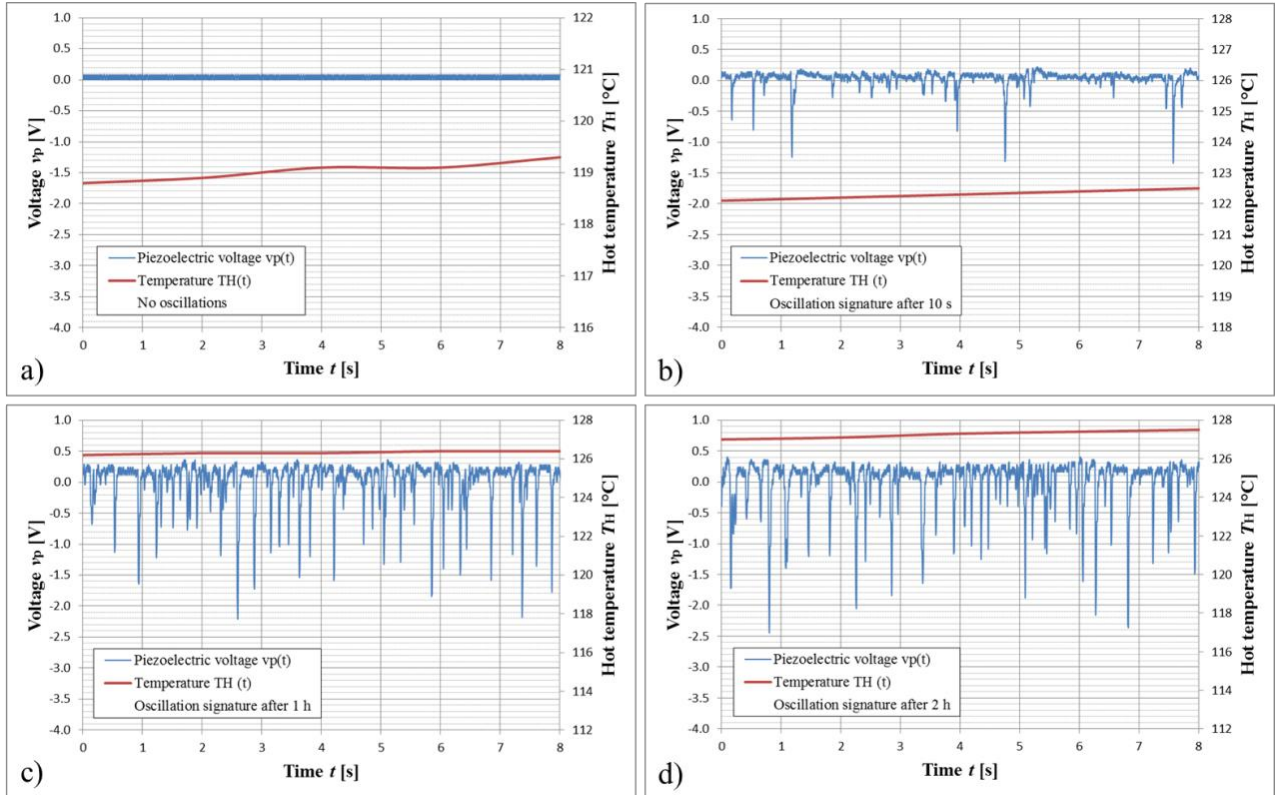 1.0
0.5
0.0
-0.5
-1.0
-1.5
-2.0
-2.5
-3.0
-3.5
-4.0
Voltage vp [V]
122
121
120
119
118
117
116
Hot temperature TH [°C]
Piezoelectric voltage vp(t)
Temperature TH(t)
No oscillations
0 1 2 3 4 5 6 7 8
Time t [s]
a)
1.0
0.5
0.0
-0.5
-1.0
-1.5
-2.0
-2.5
-3.0
-3.5
-4.0
Voltage vp [V]
128
127
126
125
124
123
122
121
120
119
118
Hot temperature TH [°C]
Piezoelectric voltage vp(t)
Temperature TH (t)
Oscillation signature after 10 s
0 1 2 3 4 5 6 7 8
Time t [s]
b)
1.0
0.5
0.0
-0.5
-1.0
-1.5
-2.0
-2.5
-3.0
-3.5
-4.0
Voltage vp [V]
128
126
124
122
120
118
116
114
112
Hot temperature TH [°C]
Piezoelectric voltage vp(t)
Temperature TH (t)
Oscillation signature after 1 h
0 1 2 3 4 5 6 7 8
Time t [s]
c)
1.0
0.5
0.0
-0.5
-1.0
-1.5
-2.0
-2.5
-3.0
-3.5
-4.0
Voltage vp [V]
128
126
124
122
120
118
116
114
112
Hot temperature TH [°C]
Piezoelectric voltage vp(t)
Temperature TH (t)
Oscillation signature after 2 h
0 1 2 3 4 5 6 7 8
Time t [s]
d)